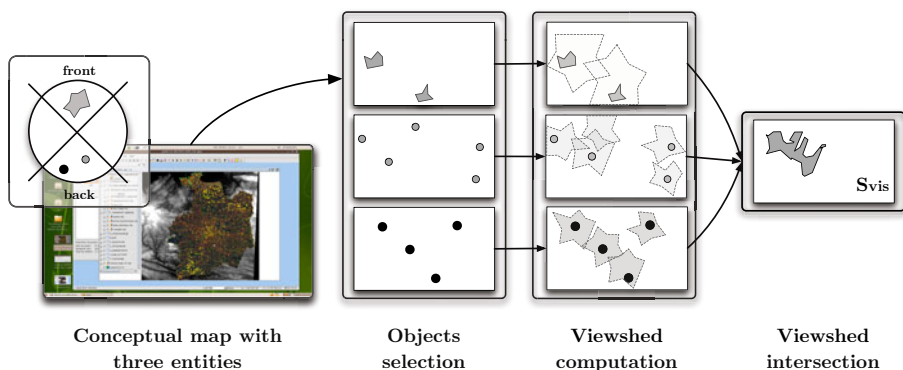 front
back
Svis
Conceptual map with
three entities
Objects
selection
Viewshed
computation
Viewshed
intersection